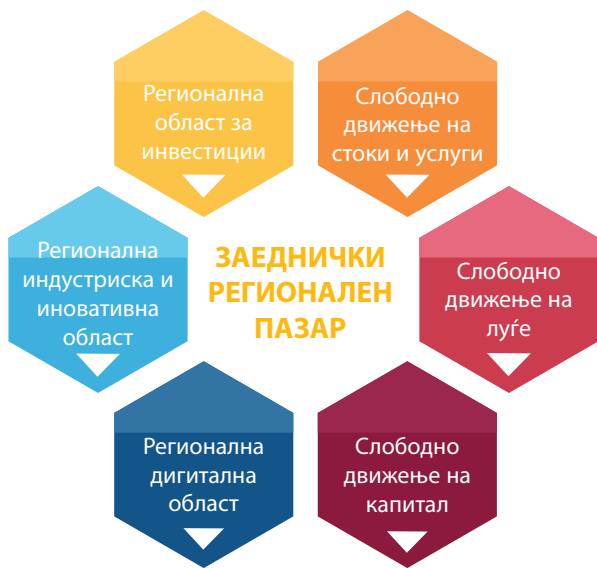 Регионална
област за
инвестиции
Слободно
движење на
стоки и услуги
Регионална
индустриска и
иновативна
област
ЗАЕДНИЧКИ
РЕГИОНАЛЕН
ПАЗАР
Слободно
движење на
луѓе
Регионална
дигитална
област
Слободно
движење на
капитал